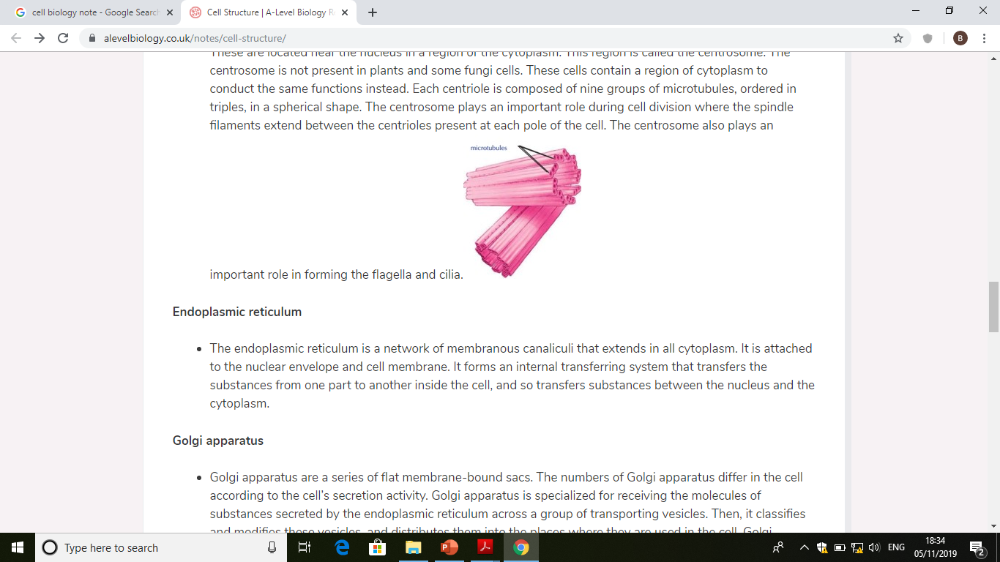 cell biology note - Google Search
Cell Structure | A-Level Biology R
alevelbiology.co.uk/notes/cell-structure/
B
These are located near the nucleus in a region of the cytoplasm. This region is called the centrosome. The
centrosome is not present in plants and some fungi cells. These cells contain a region of cytoplasm to
conduct the same functions instead. Each centriole is composed of nine groups of microtubules, ordered in
triples, in a spherical shape. The centrosome plays an important role during cell division where the spindle
filaments extend between the centrioles present at each pole of the cell. The centrosome also plays an
microtubules
important role in forming the flagella and cilia.
Endoplasmic reticulum
The endoplasmic reticulum is a network of membranous canaliculi that extends in all cytoplasm. It is attached
to the nuclear envelope and cell membrane. It forms an internal transferring system that transfers the
substances from one part to another inside the cell, and so transfers substances between the nucleus and the
cytoplasm.
Golgi apparatus
Golgi apparatus are a series of flat membrane-bound sacs. The numbers of Golgi apparatus differ in the cell
according to the cell's secretion activity. Golgi apparatus is specialized for receiving the molecules of
substances secreted by the endoplasmic reticulum across a group of transporting vesicles. Then, it classifies
and modifies these vesicles, and distributes them into the places where they are used in the cell. Golgi
Type here to search
ENG
18:34
05/11/2019
2